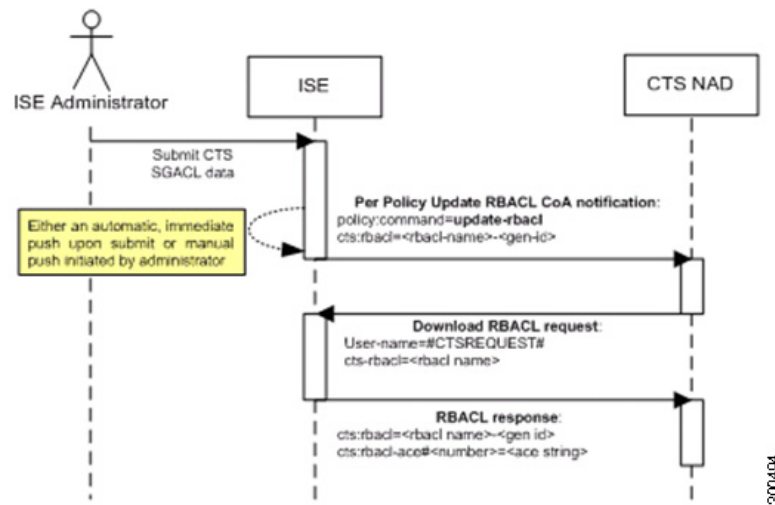 ISE Administrator
ISE
CTS NAD
Submit CTS
SGACL data
Either an automatic, immediate
push upon submit or manual
push initiated by administrator
Per Policy Update RBACL CoA notification:
policy:command=update-rbacl
cts:rbacl=<rbacl-name>-<gen-id>
Download RBACL request:
User-name=#CTSREQUEST#
cts-rbacl=<rbacl name>
RBACL response:
cts:rbacl=<rbacl name>-<gen id>
cts:rbacl-ace#<number>=<ace string>
300494